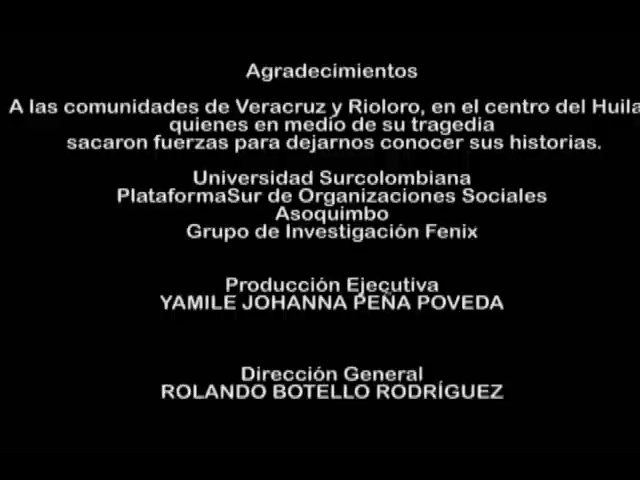 Agradecimientos
A las comunidades de Veracruz y Rioloro, en el centro del Huila
quienes en medio de su tragedia
sacaron fuerzas para dejarnos conocer sus historias.
Universidad Surcolombiana
PlataformaSur de Organizaciones Sociales
Asoquimbo
Grupo de Investigación Fenix
Producción Ejecutiva
YAMILE JOHANNA PEÑA POVEDA
Dirección General
ROLANDO BOTELLO RODRÍGUEZ